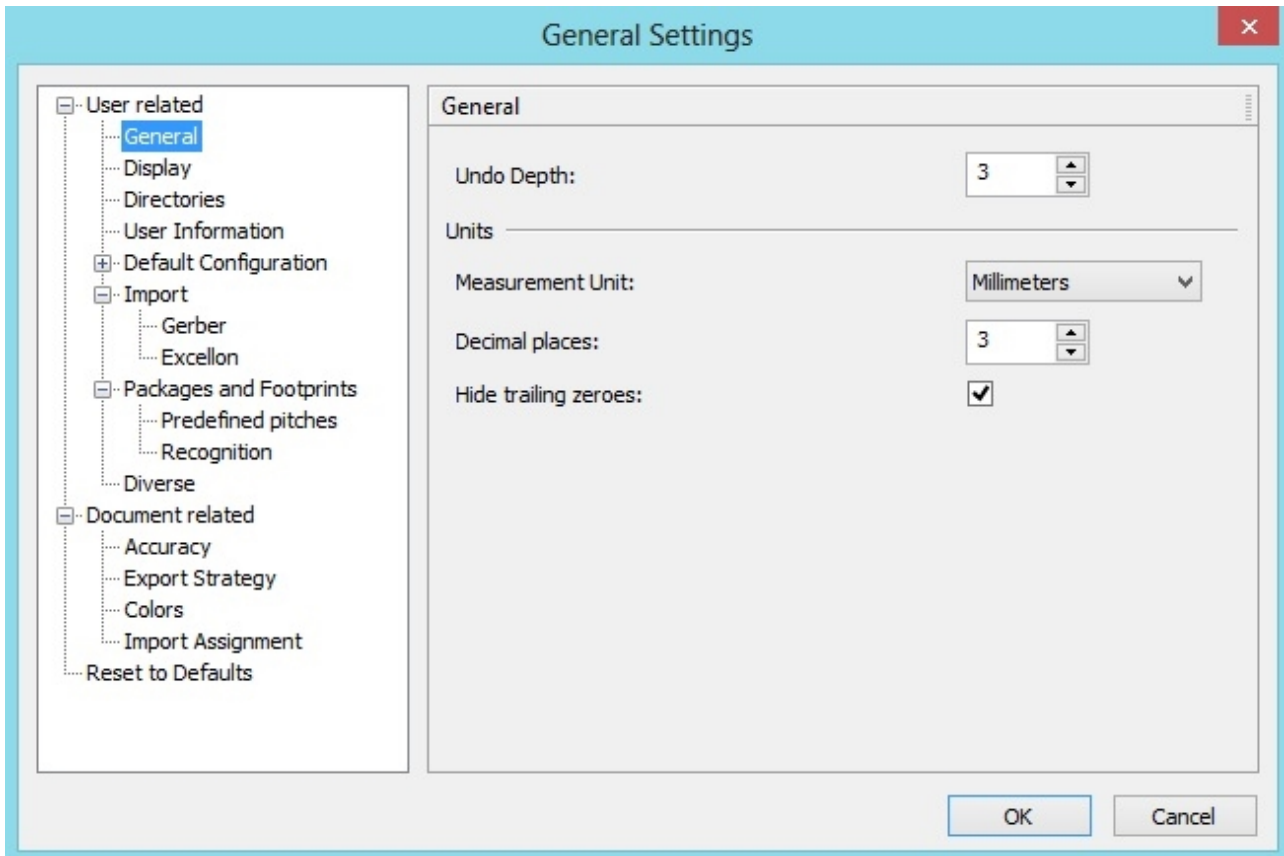 General Settings
User related
General
Display
Directories
User Information
Default Configuration
Import
Gerber
Excellon
Packages and Footprints
Predefined pitches
Recognition
Diverse
Document related
Accuracy
Export Strategy
Colors
Import Assignment
Reset to Defaults
General
Undo Depth: 3
Units
Measurement Unit: Millimeters
Decimal places: 3
Hide trailing zeroes:
OK Cancel